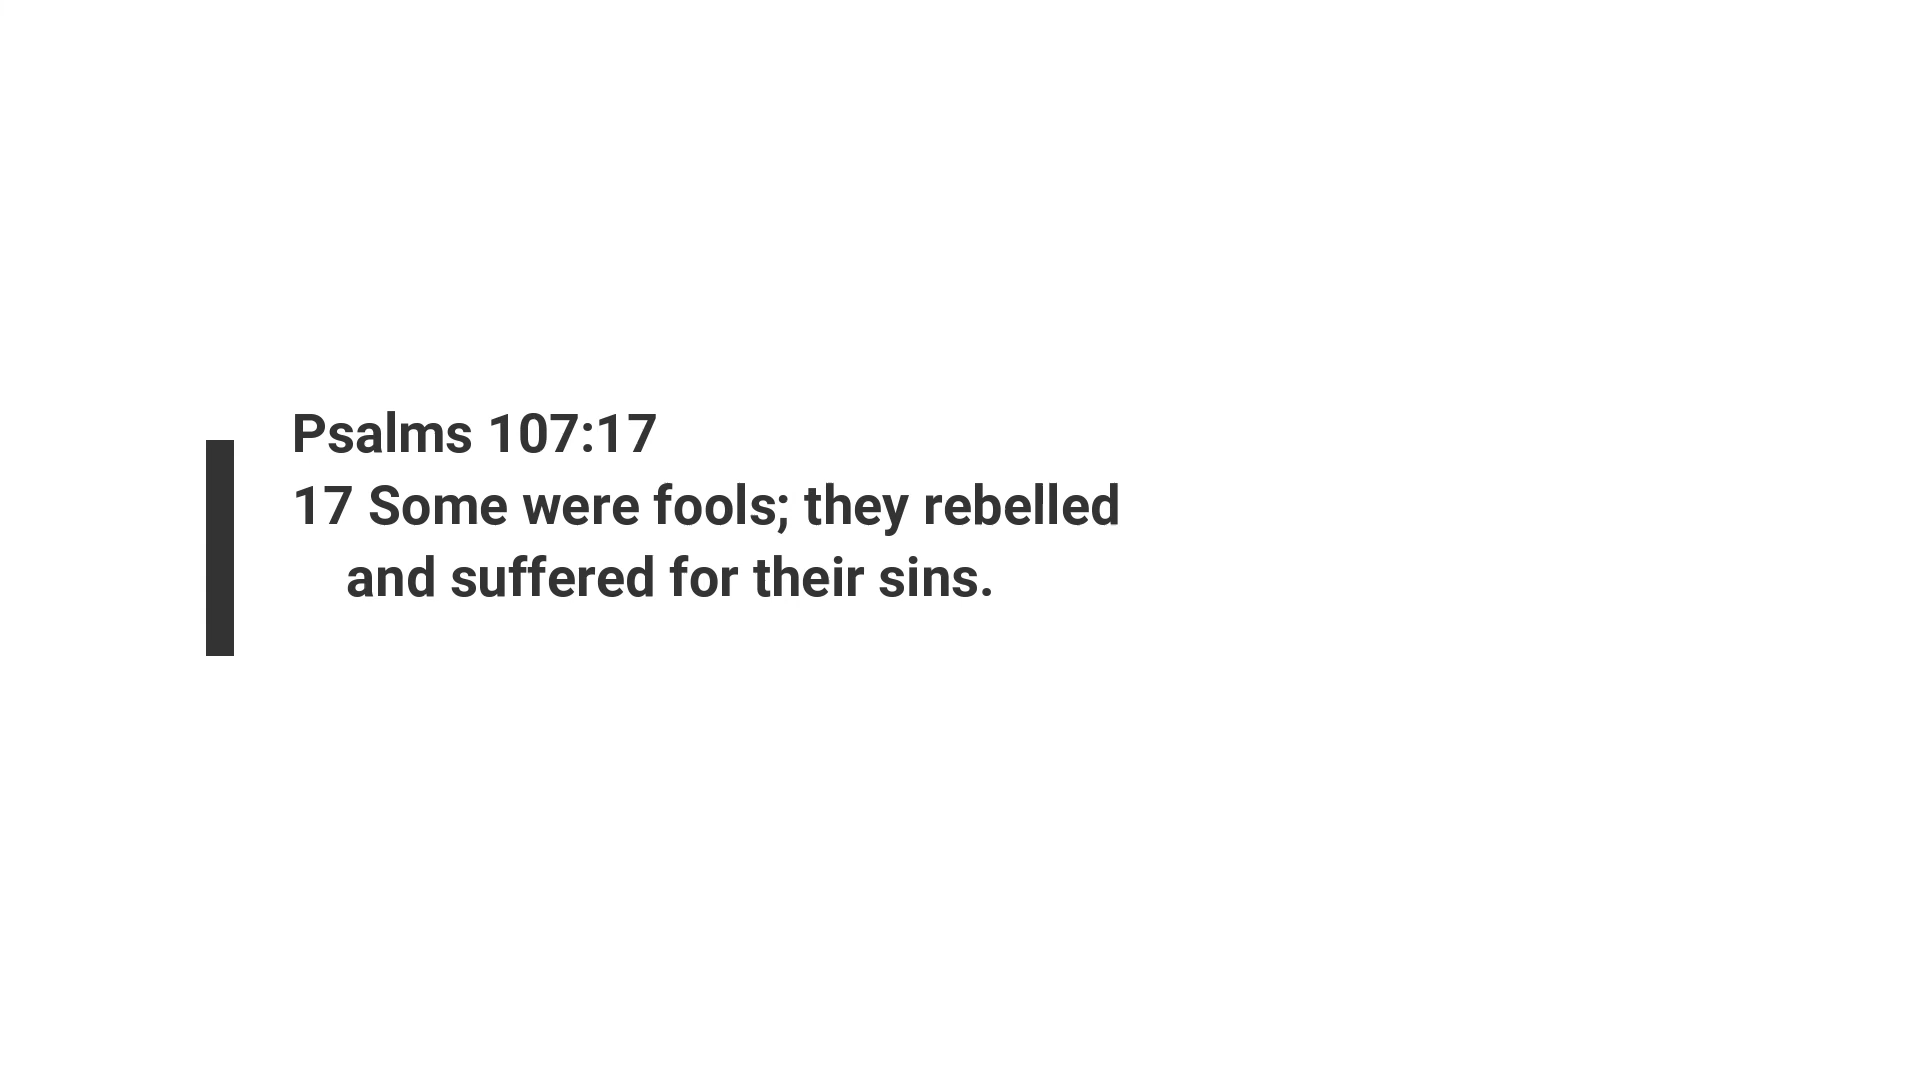 Psalms 107:17
17 Some were fools; they rebelled
and suffered for their sins.